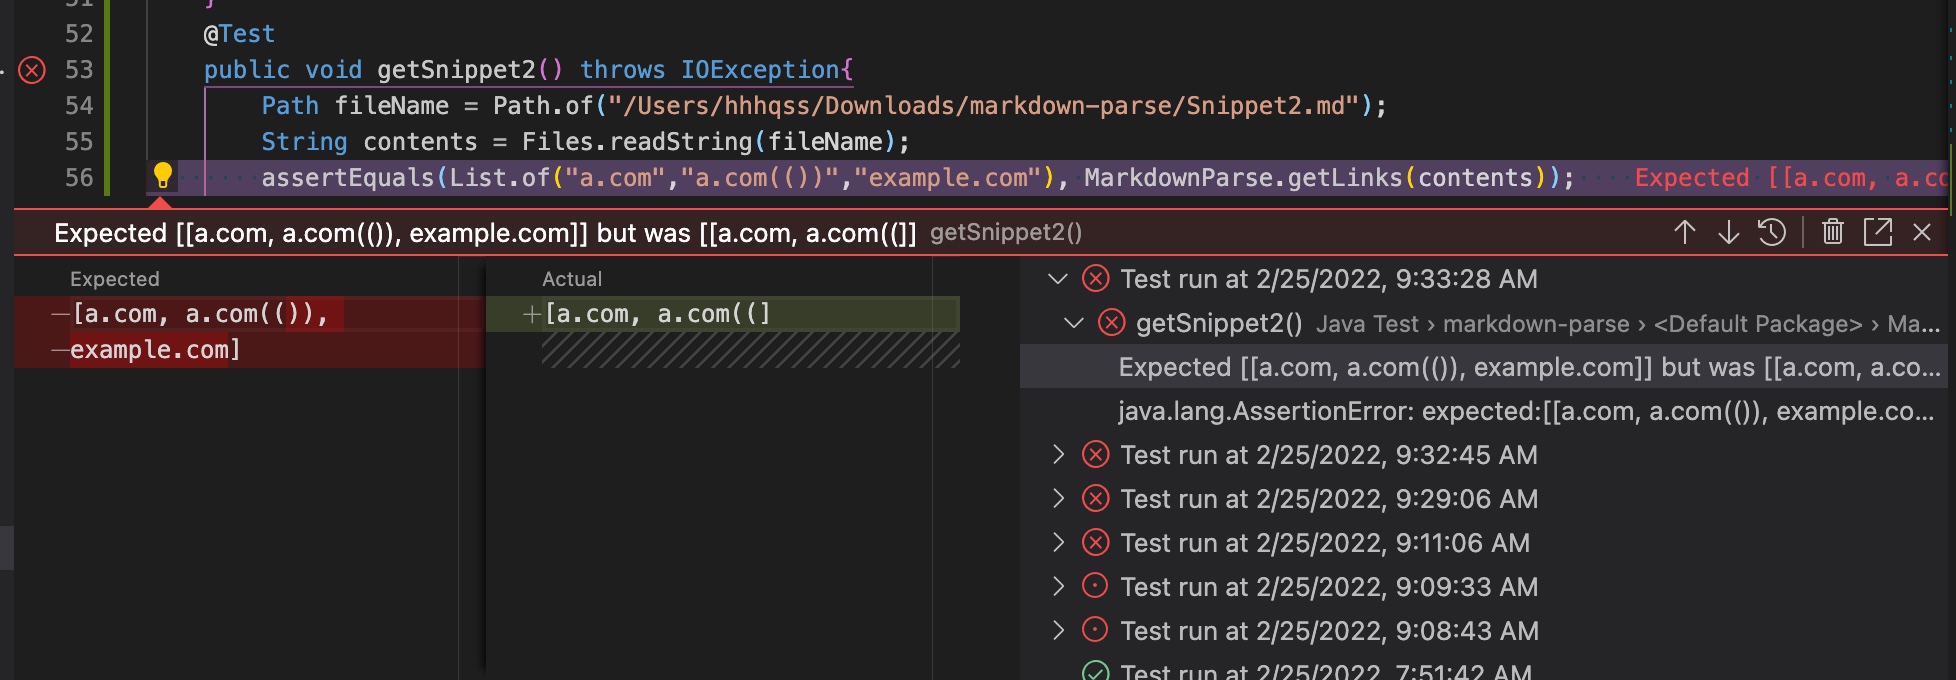 51 }
52 @Test
53 public void getSnippet2() throws IOException{
54 Path fileName = Path.of("/Users/hhhqss/Downloads/markdown-parse/Snippet2.md");
55 String contents = Files.readString(fileName);
56 assertEquals(List.of("a.com","a.com(())","example.com"), MarkdownParse.getLinks(contents)); Expected [[a.com, a.co
Expected [[a.com, a.com(()), example.com]] but was [[a.com, a.com((]] getSnippet2()
Expected
—[a.com, a.com(()),
—example.com]
Actual
+[a.com, a.com((]
Test run at 2/25/2022, 9:33:28 AM
getSnippet2() Java Test › markdown-parse › <Default Package> › Ma...
Expected [[a.com, a.com(()), example.com]] but was [[a.com, a.co...
java.lang.AssertionError: expected:[[a.com, a.com(()), example.co...
Test run at 2/25/2022, 9:32:45 AM
Test run at 2/25/2022, 9:29:06 AM
Test run at 2/25/2022, 9:11:06 AM
Test run at 2/25/2022, 9:09:33 AM
Test run at 2/25/2022, 9:08:43 AM
Test run at 2/25/2022, 7:51:42 AM